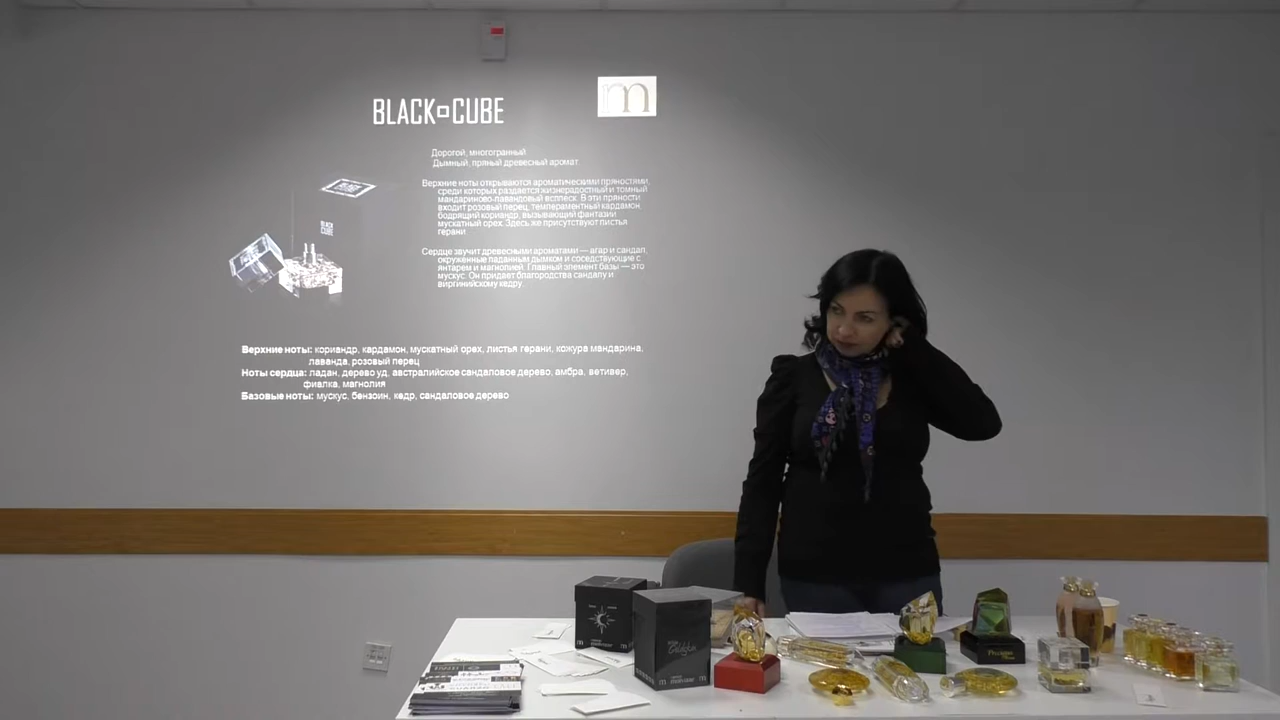 BLACK CUBE
m
Дорогой, многогранный
Дымный, пряный древесный аромат
Верхние ноты открываются ароматическими пряностями,
среди которых раздается жизнерадостный и томный
мандариново-лавандовый всплеск. В эти пряности
входит розовый перец, темпераментный кардамон,
бодрящий кориандр, вызывающий фантазии
мускатный орех. Здесь же присутствуют листья
герани
BLACK
CUBE
Сердце звучит древесными ароматами — агар и сандал,
окруженные ладанным дымком и соседствующие с
янтарем и магнолией. Главный элемент базы — это
мускус. Он придает благородства сандалу и
виргинийскому кедру
Верхние ноты: кориандр, кардамон, мускатный орех, листья герани, кожура мандарина,
лаванда, розовый перец
Ноты сердца: ладан, дерево уд, австралийское сандаловое дерево, амбра, ветивер,
фиалка, магнолия
Базовые ноты: мускус, бензоин, кедр, сандаловое дерево